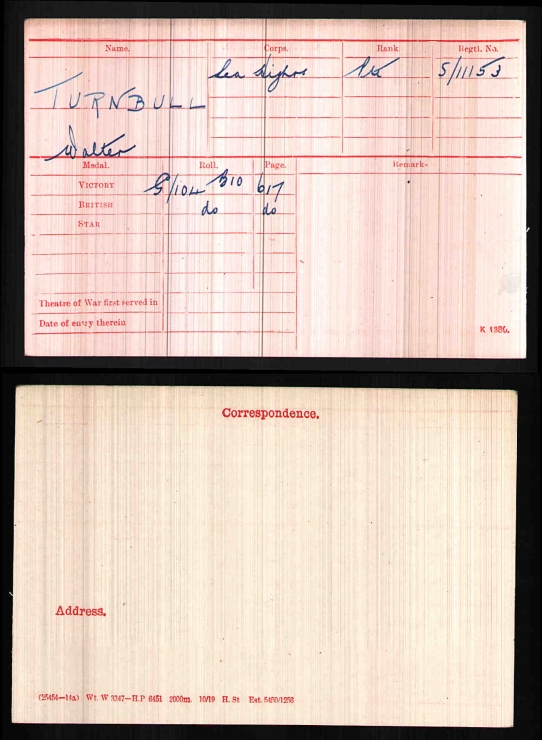 Name. Corps. Rank. Regtl. No.
Sea Highrs Pte S/11153
TURNBULL
Walter
Medal. Roll. Page. Remarks
VICTORY G/104 B10 617
BRITISH do do
STAR
Theatre of War first served in
Date of entry therein
K 1380.
Correspondence.
Address.
(25454—14a) Wt. W 3347—H.P 6451 2000m. 10/19 H. St Est. 5450/1256